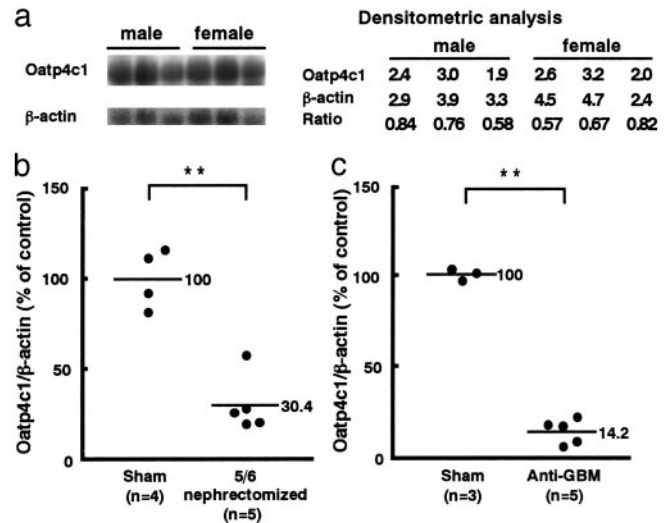 a
male female
Oatp4c1
β-actin
Densitometric analysis
male female
Oatp4c1 2.4 3.0 1.9 2.6 3.2 2.0
β-actin 2.9 3.9 3.3 4.5 4.7 2.4
Ratio 0.84 0.76 0.58 0.57 0.67 0.82
b
Oatp4c1/β-actin (% of control)
150
100
50
0
**
100
30.4
Sham
(n=4)
5/6
nephrectomized
(n=5)
c
Oatp4c1/β-actin (% of control)
150
100
50
0
**
100
14.2
Sham
(n=3)
Anti-GBM
(n=5)